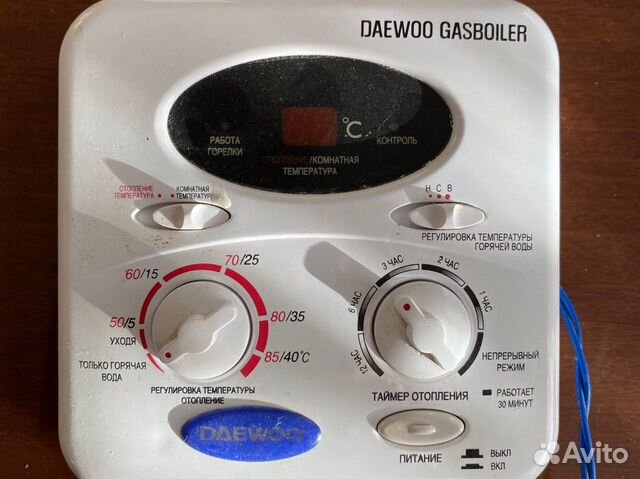 DAEWOO GASBOILER
°C
РАБОТА
ГОРЕЛКИ
КОНТРОЛЬ
ОТОПЛЕНИЕ/КОМНАТНАЯ
ТЕМПЕРАТУРА
ОТОПЛЕНИЕ
ТЕМПЕРАТУРА
КОМНАТНАЯ
ТЕМПЕРАТУР
Н С В
РЕГУЛИРОВКА ТЕМПЕРАТУРЫ
ГОРЯЧЕЙ ВОДЫ
ТОЛЬКО ГОРЯЧАЯ
ВОДА
УХОДЯ
50/5
60/15
70/25
80/35
85/40°C
РЕГУЛИРОВКА ТЕМПЕРАТУРЫ
ОТОПЛЕНИЕ
12 ЧАС
6 ЧАС
3 ЧАС
2 ЧАС
1 ЧАС
НЕПРЕРЫВНЫЙ
РЕЖИМ
ТАЙМЕР ОТОПЛЕНИЯ
РАБОТАЕТ
30 МИНУТ
DAEWOO
ПИТАНИЕ
ВЫКЛ
ВКЛ
Avito